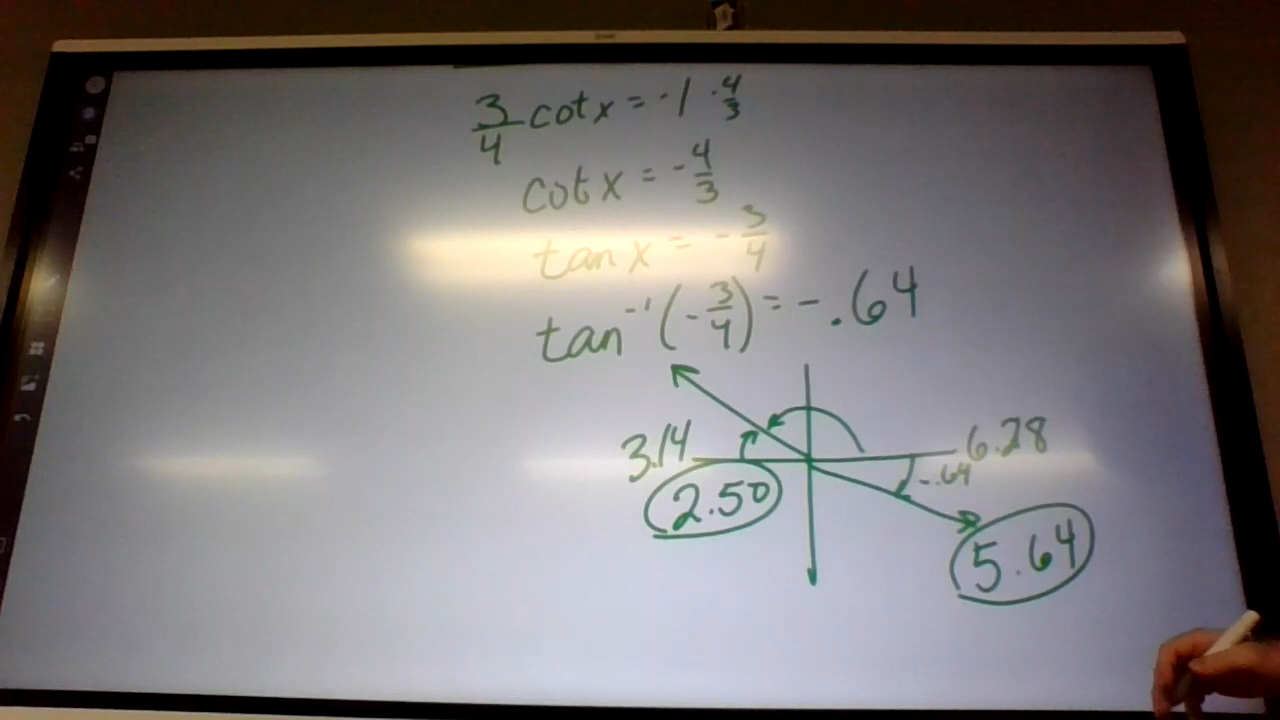 3/4 cot x = -1 · 4/3
cot x = -4/3
tan x = -3/4
tan⁻¹(-3/4) = -.64
3.14 6.28
-.64
2.50
5.64